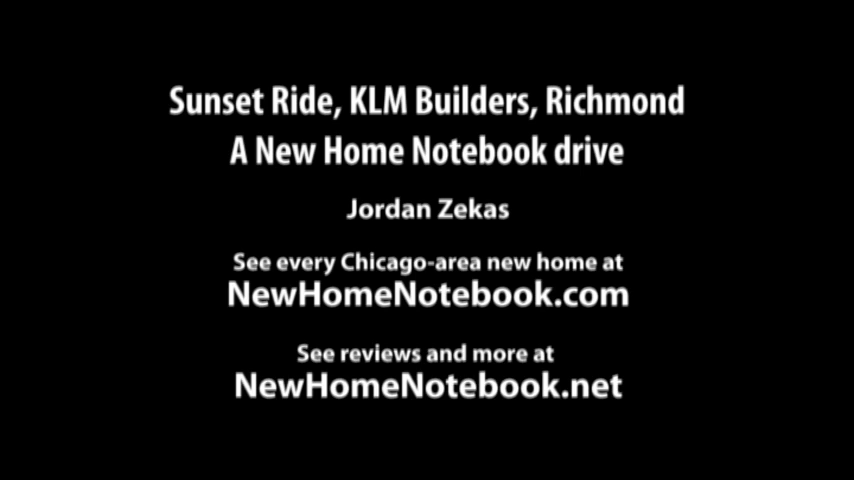 Sunset Ride, KLM Builders, Richmond
A New Home Notebook drive
Jordan Zekas
See every Chicago-area new home at
NewHomeNotebook.com
See reviews and more at
NewHomeNotebook.net